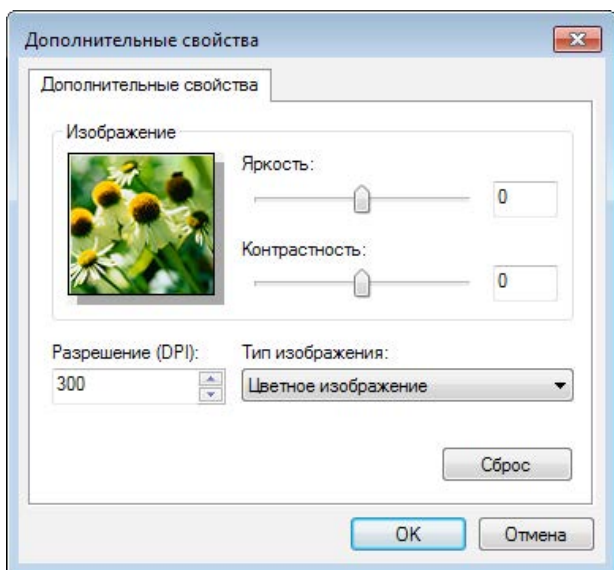 Дополнительные свойства
Дополнительные свойства
Изображение
Яркость:
0
Контрастность:
0
Разрешение (DPI):
Тип изображения:
300
Цветное изображение
Сброс
OK
Отмена